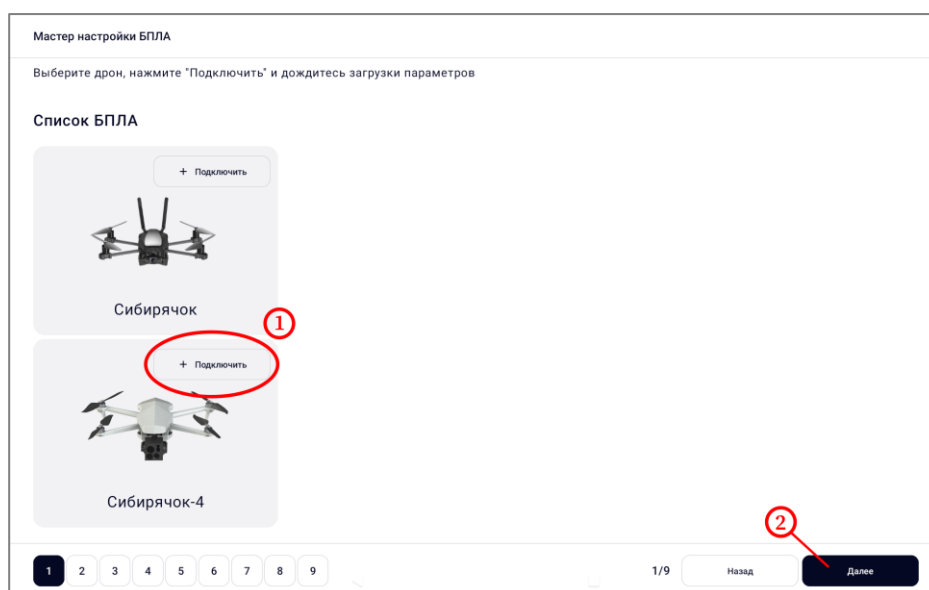 Мастер настройки БПЛА
Выберите дрон, нажмите "Подключить" и дождитесь загрузки параметров
Список БПЛА
+ Подключить
Сибирячок
1
+ Подключить
Сибирячок-4
2
1 2 3 4 5 6 7 8 9 1/9 Назад Далее